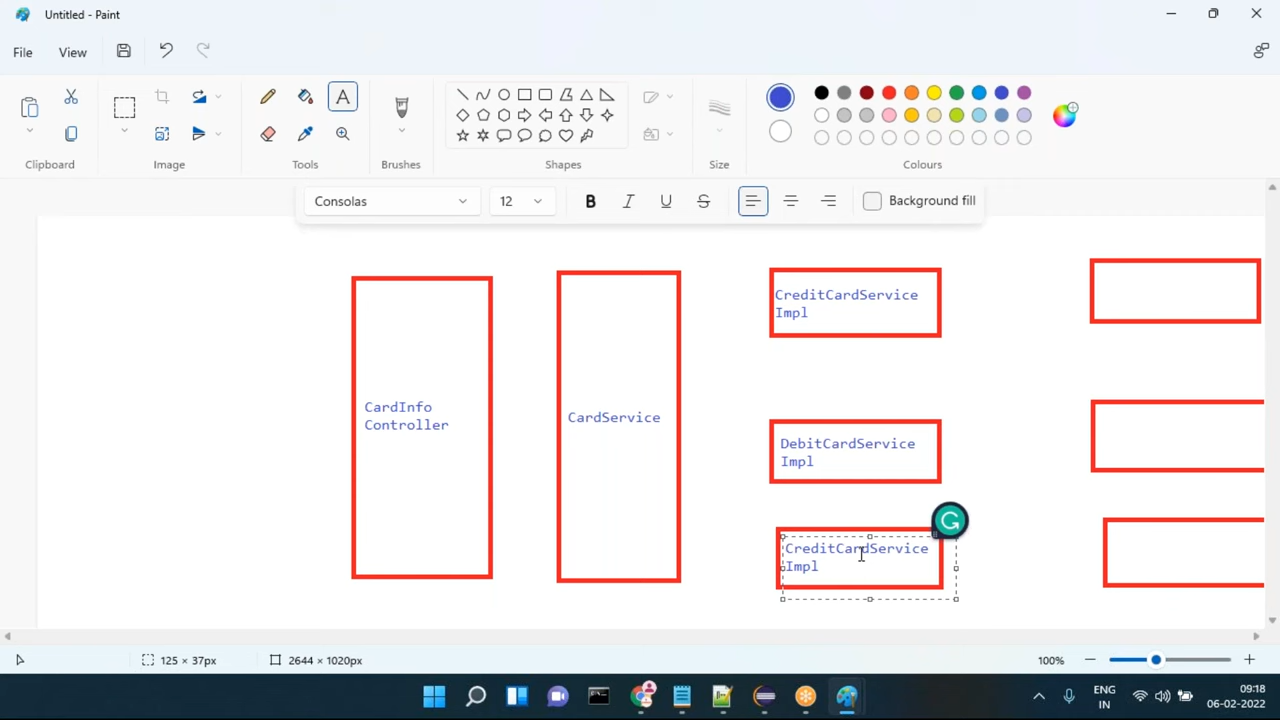 Untitled - Paint
File
View
Clipboard
Image
Tools
Brushes
Shapes
Size
Colours
Consolas
12
B
I
U
S
Background fill
CardInfo
Controller
CardService
CreditCardService
Impl
DebitCardService
Impl
CreditCardService
Impl
125 × 37px
2644 × 1020px
100%
ENG
IN
09:18
06-02-2022